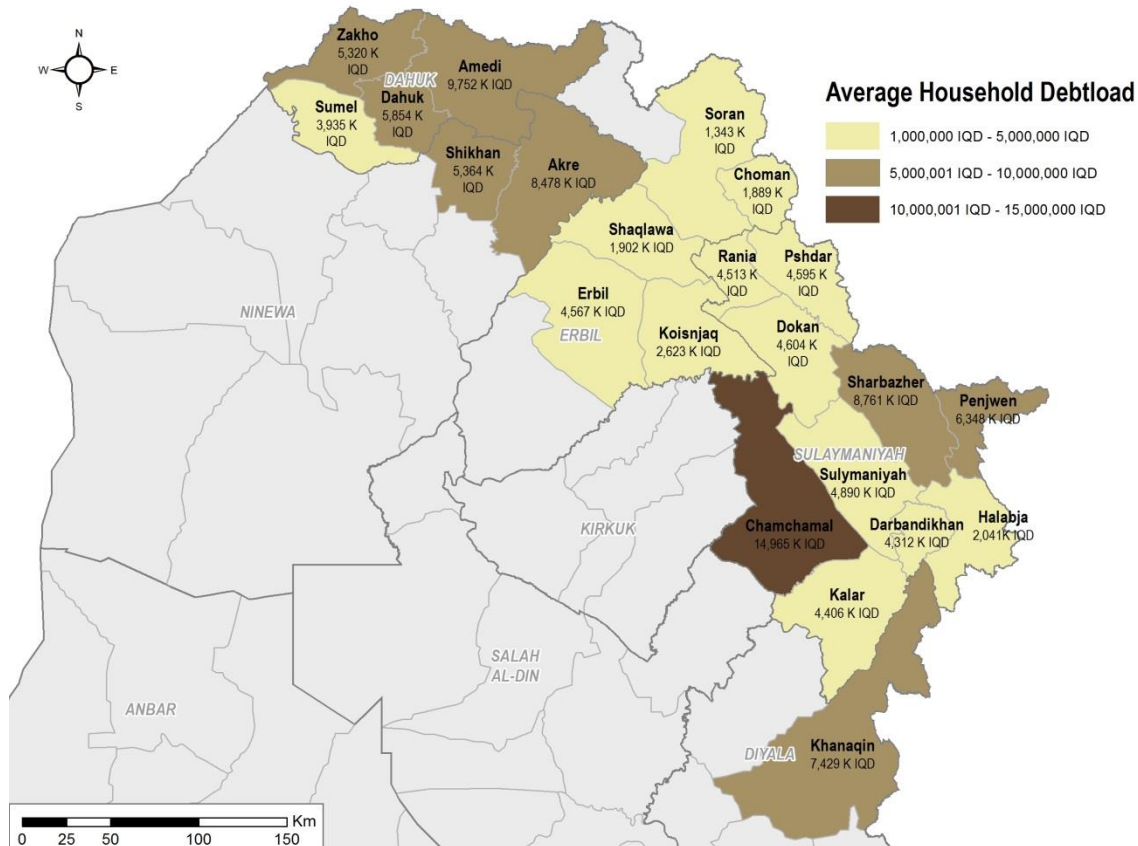 N
W E
S
Zakho
5,320 K
IQD
Amedi
9,752 K IQD
DAHUK
Sumel
3,935 K
IQD
Dahuk
5,854 K
IQD
Shikhan
5,364 K
IQD
Akre
8,478 K IQD
Soran
1,343 K
IQD
Choman
1,889 K
IQD
Shaqlawa
1,902 K IQD
Rania
4,513 K
IQD
Pshdar
4,595 K
IQD
Erbil
4,567 K IQD
ERBIL
Koisnjaq
2,623 K IQD
Dokan
4,604 K
IQD
Sharbazher
8,761 K IQD
Penjwen
6,348 K IQD
SULAYMANIYAH
Sulymaniyah
4,890 K IQD
Chamchamal
14,965 K IQD
Darbandikhan
4,312 K IQD
Halabja
2,041K IQD
Kalar
4,406 K IQD
Khanaqin
7,429 K IQD
NINEWA
KIRKUK
SALAH
AL-DIN
ANBAR
DIYALA
Average Household Debtload
1,000,000 IQD - 5,000,000 IQD
5,000,001 IQD - 10,000,000 IQD
10,000,001 IQD - 15,000,000 IQD
Km
0 25 50 100 150